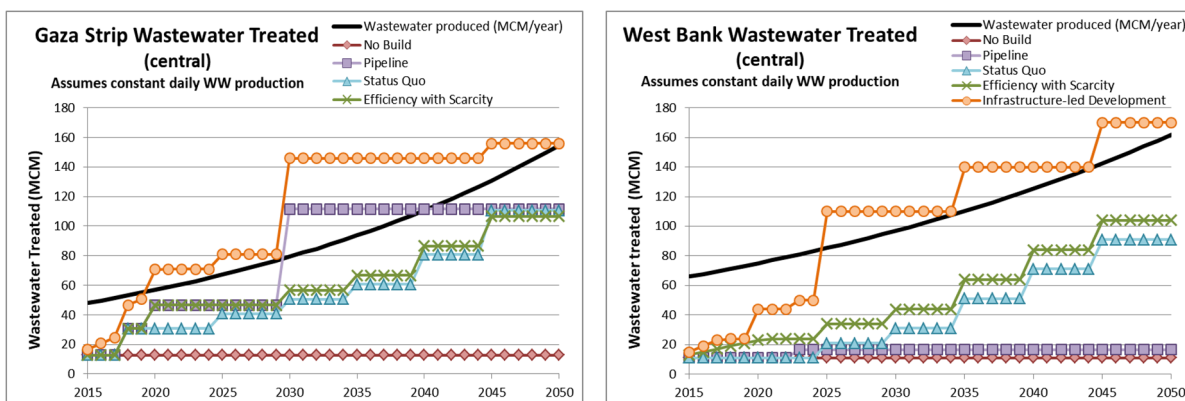 Gaza Strip Wastewater Treated
(central)
Assumes constant daily WW production
Wastewater produced (MCM/year)
No Build
Pipeline
Status Quo
Efficiency with Scarcity
Wastewater Treated (MCM)
180
160
140
120
100
80
60
40
20
0
2015 2020 2025 2030 2035 2040 2045 2050
West Bank Wastewater Treated
(central)
Assumes constant daily WW production
Wastewater produced (MCM/year)
No Build
Pipeline
Status Quo
Efficiency with Scarcity
Infrastructure-led Development
Wastewater treated (MCM)
180
160
140
120
100
80
60
40
20
0
2015 2020 2025 2030 2035 2040 2045 2050